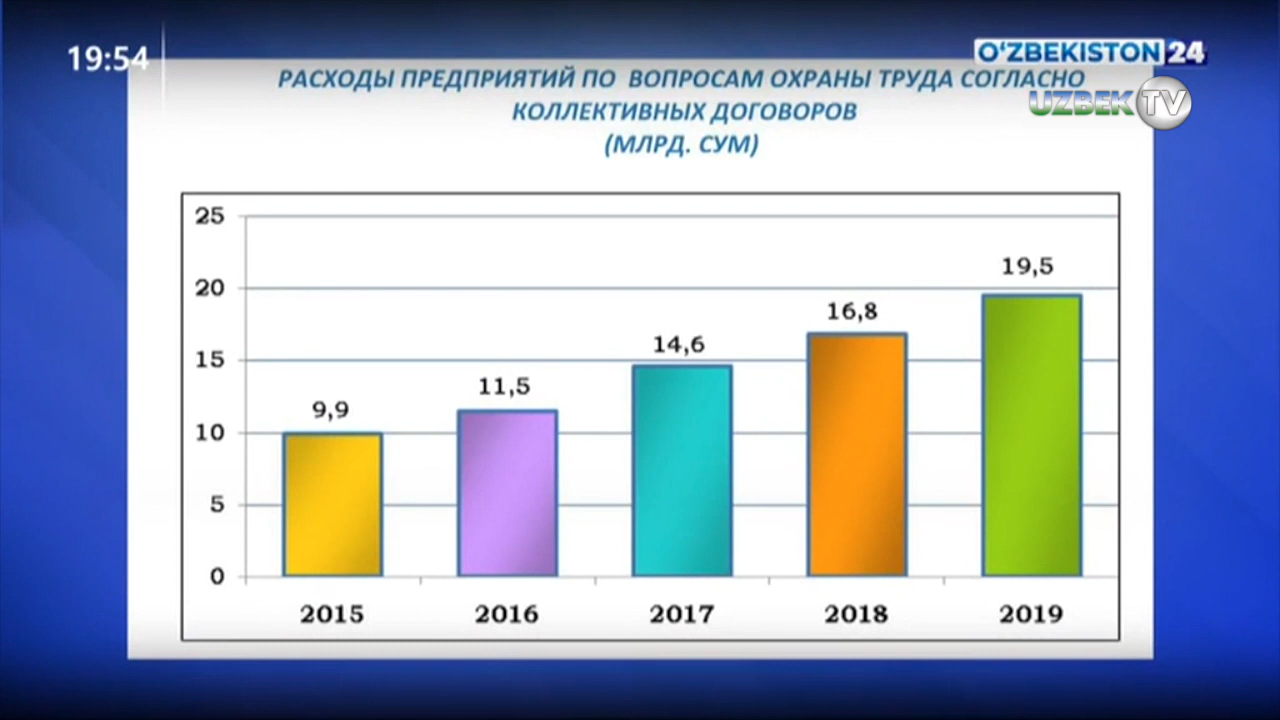 19:54
O‘ZBEKISTON 24
UZBEK TV
РАСХОДЫ ПРЕДПРИЯТИЙ ПО ВОПРОСАМ ОХРАНЫ ТРУДА СОГЛАСНО
КОЛЛЕКТИВНЫХ ДОГОВОРОВ
(МЛРД. СУМ)
25
20
15
10
5
0
9,9
11,5
14,6
16,8
19,5
2015 2016 2017 2018 2019